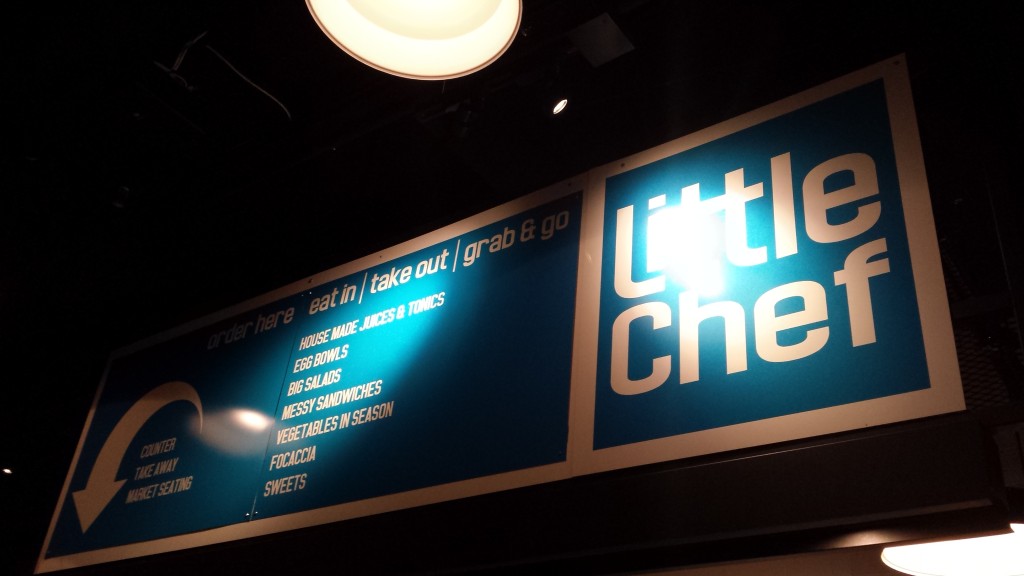 order here
eat in | take out | grab & go
HOUSE MADE JUICES & TONICS
EGG BOWLS
BIG SALADS
MESSY SANDWICHES
VEGETABLES IN SEASON
FOCACCIA
SWEETS
COUNTER
TAKE AWAY
MARKET SEATING
Little
Chef